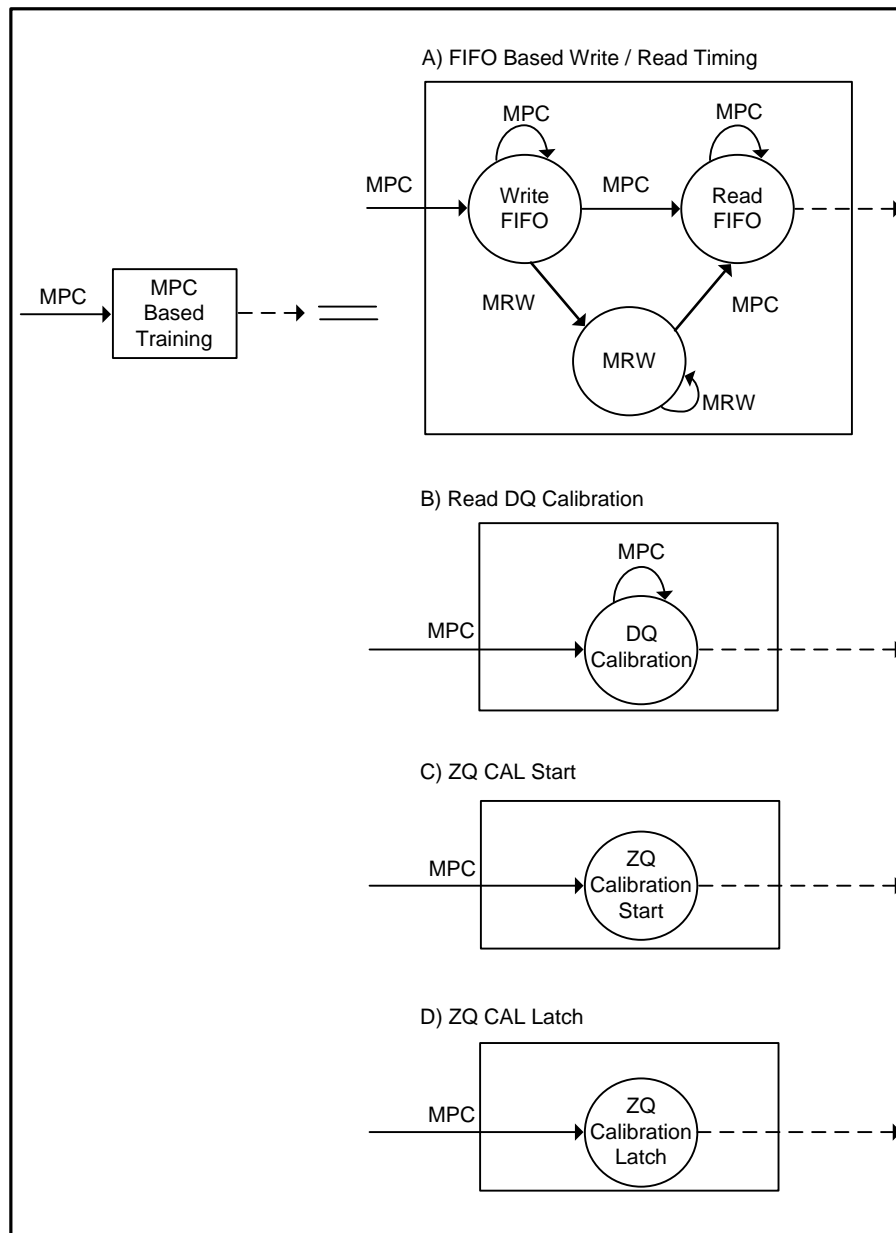 A) FIFO Based Write / Read Timing
MPC
MPC
MPC
Write
FIFO
MPC
Read
FIFO
MPC
MPC
Based
Training
MRW
MPC
MRW
MRW
B) Read DQ Calibration
MPC
MPC
DQ
Calibration
C) ZQ CAL Start
MPC
ZQ
Calibration
Start
D) ZQ CAL Latch
MPC
ZQ
Calibration
Latch